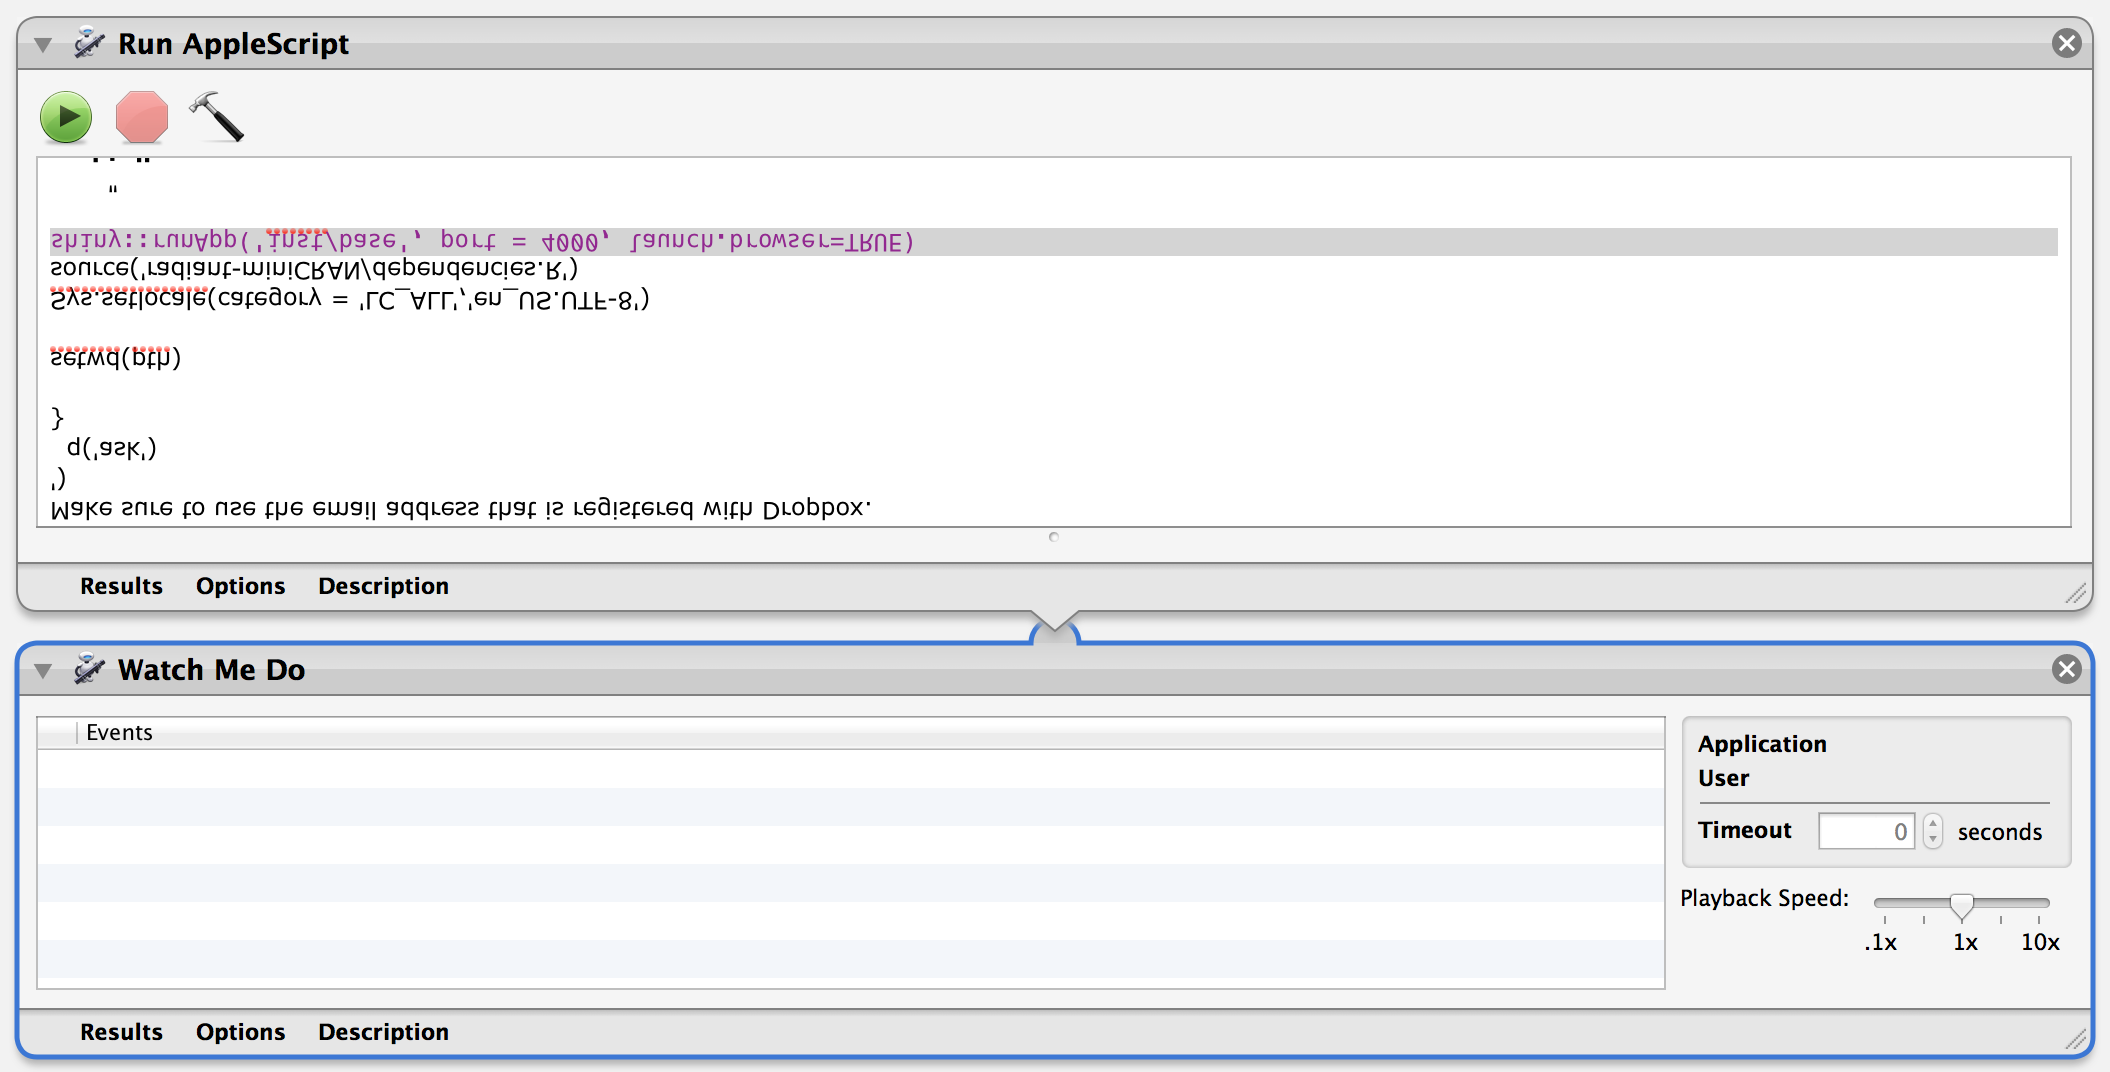 Run AppleScript
Make sure to use the email address that is registered with Dropbox.
')
q('ask')
}
setwd(pth)
Sys.setlocale(category = 'LC_ALL','en_US.UTF-8')
source('radiant-miniCRAN/dependencies.R')
shiny::runApp('inst/base', port = 4000, launch.browser=TRUE)
"
Results Options Description
Watch Me Do
Events
Application
User
Timeout 0 seconds
Playback Speed:
.1x 1x 10x
Results Options Description